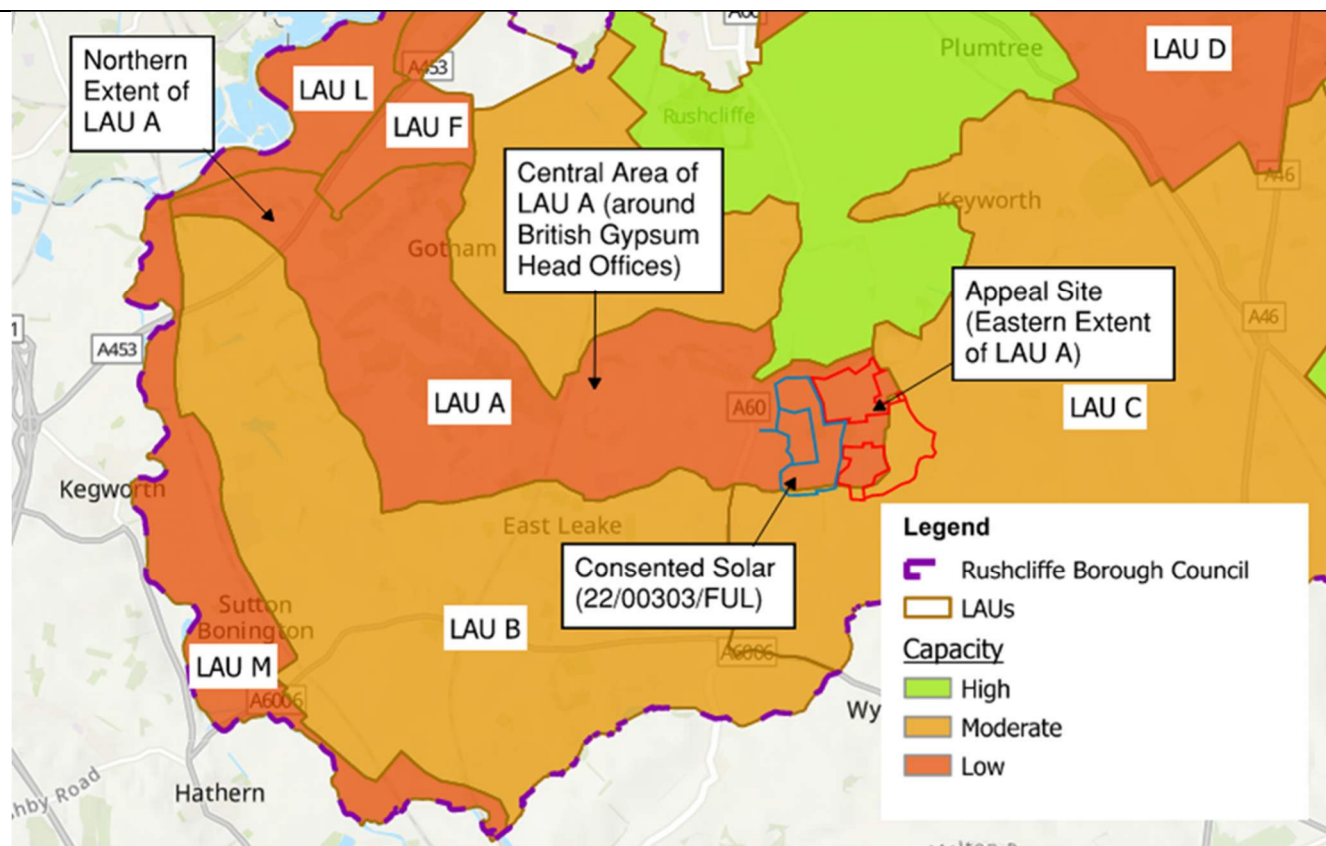 Northern
Extent of
LAU A
LAU L
A453
LAU F
Rushcliffe
Plumtree
LAU D
Central Area of
LAU A (around
British Gypsum
Head Offices)
Keyworth
A46
Gotham
Appeal Site
(Eastern Extent
of LAU A)
A46
A453
LAU A
A60
LAU C
Kegworth
East Leake
Consented Solar
(22/00303/FUL)
Sutton
Bonington
LAU B
LAU M
A6006
A6006
Wy
Hathern
hby Road
Legend
Rushcliffe Borough Council
LAUs
Capacity
High
Moderate
Low